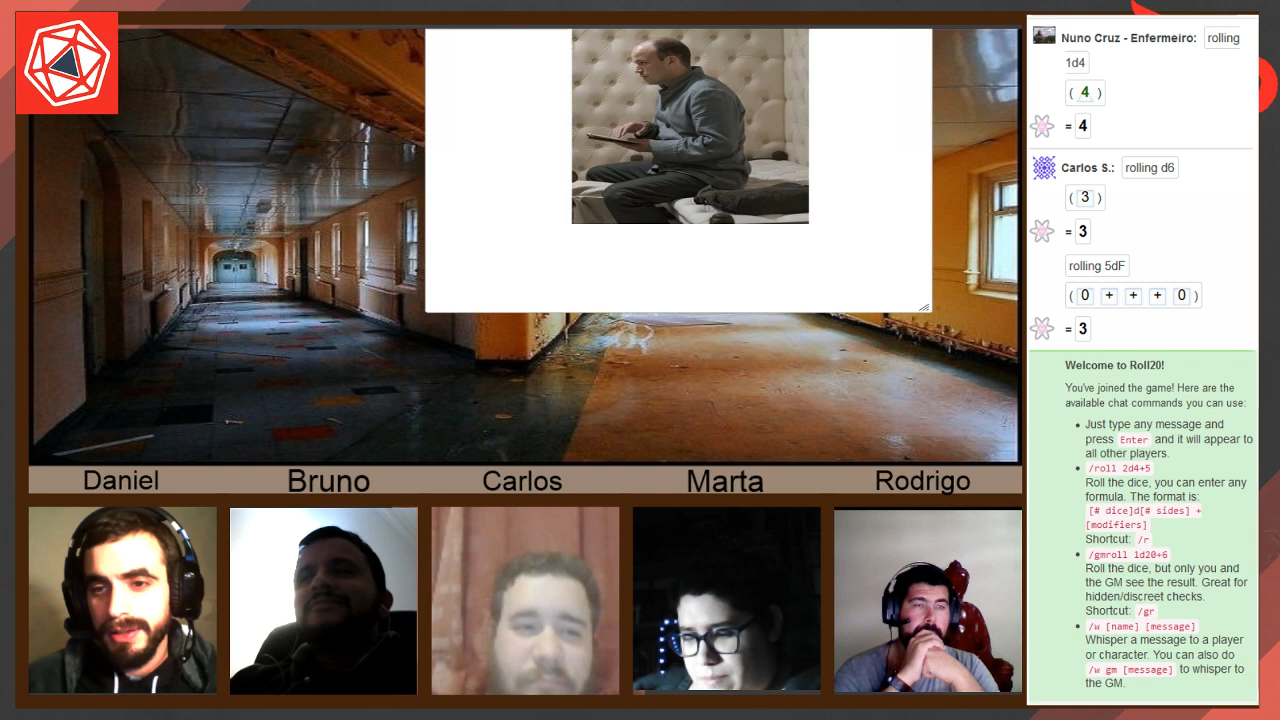 Nuno Cruz - Enfermeiro: rolling
1d4
( 4 )
= 4
Carlos S.: rolling d6
( 3 )
= 3
rolling 5dF
( 0 + + + 0 )
= 3
Welcome to Roll20!
You've joined the game! Here are the
available chat commands you can use:
Just type any message and
press Enter and it will appear to
all other players.
/roll 2d4+5
Roll the dice, you can enter any
formula. The format is:
[# dice]d[# sides] +
[modifiers]
Shortcut: /r
/gmroll 1d20+6
Roll the dice, but only you and
the GM see the result. Great for
hidden/discreet checks.
Shortcut: /gr
/w [name] [message]
Whisper a message to a player
or character. You can also do
/w gm [message] to whisper to
the GM.
Daniel Bruno Carlos Marta Rodrigo